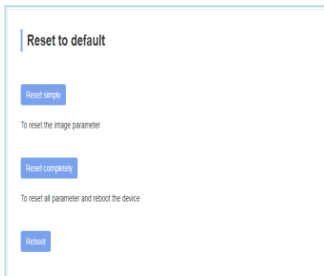 Reset to default
Reset simply
To reset the image parameter
Reset completely
To reset all parameter and reboot the device
Reboot